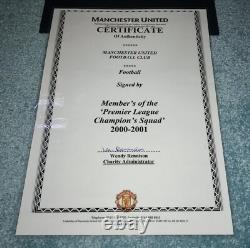 MANCHESTER UNITED
CERTIFICATE
Of Authenticity
MANCHESTER UNITED
FOOTBALL CLUB
Football
Signed by
Member's of the
'Premier League
Champion's Squad'
2000-2001
Wendy Rennison
Charity Administrator